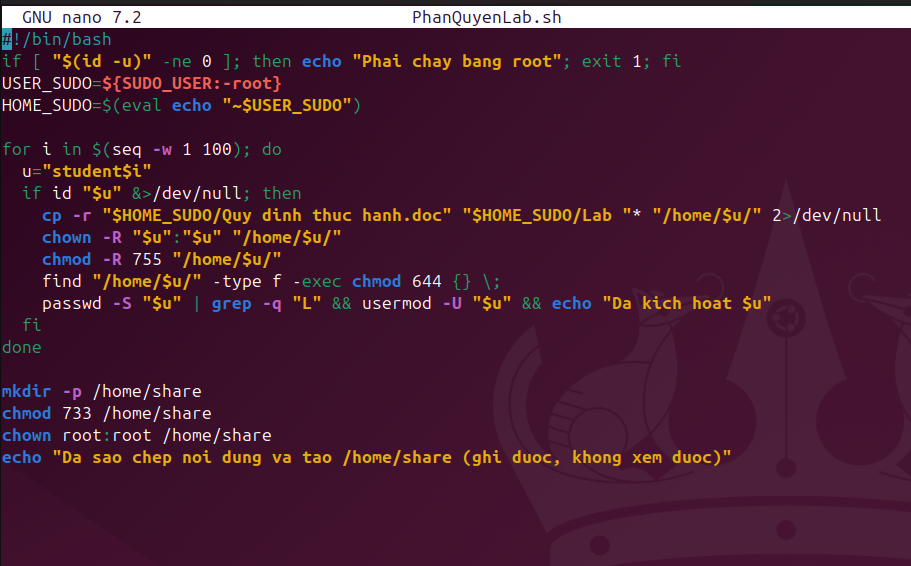 GNU nano 7.2 PhanQuyenLab.sh
#!/bin/bash
if [ "$(id -u)" -ne 0 ]; then echo "Phai chay bang root"; exit 1; fi
USER_SUDO=${SUDO_USER:-root}
HOME_SUDO=$(eval echo "~$USER_SUDO")

for i in $(seq -w 1 100); do
  u="student$i"
  if id "$u" &>/dev/null; then
    cp -r "$HOME_SUDO/Quy dinh thuc hanh.doc" "$HOME_SUDO/Lab "* "/home/$u/" 2>/dev/null
    chown -R "$u":"$u" "/home/$u/"
    chmod -R 755 "/home/$u/"
    find "/home/$u/" -type f -exec chmod 644 {} \;
    passwd -S "$u" | grep -q "L" && usermod -U "$u" && echo "Da kich hoat $u"
  fi
done

mkdir -p /home/share
chmod 733 /home/share
chown root:root /home/share
echo "Da sao chep noi dung va tao /home/share (ghi duoc, khong xem duoc)"